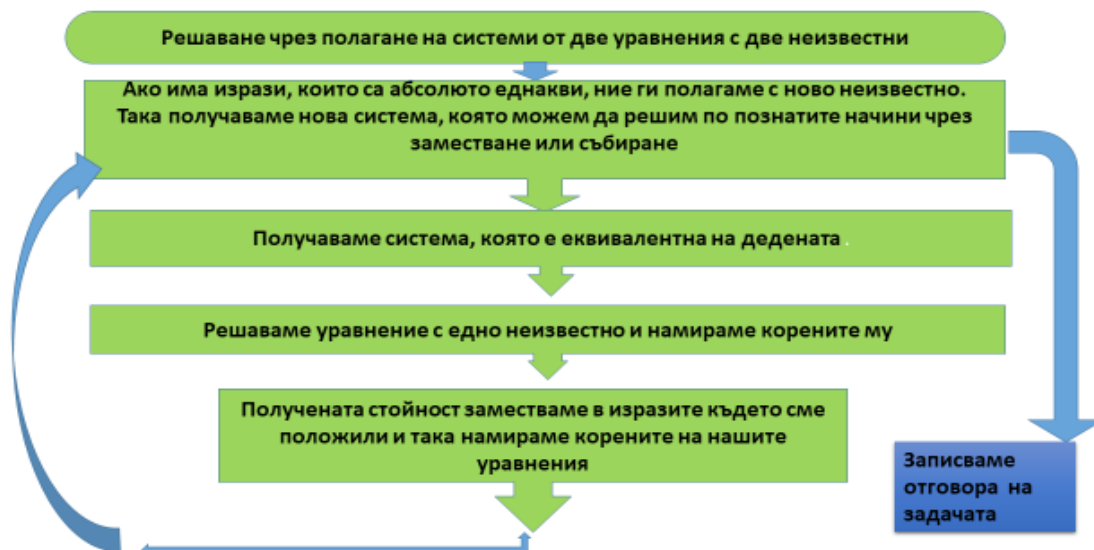 Решаване чрез полагане на системи от две уравнения с две неизвестни
Ако има изрази, които са абсолюто еднакви, ние ги полагаме с ново неизвестно.
Така получаваме нова система, която можем да решим по познатите начини чрез
заместване или събиране
Получаваме система, която е еквивалентна на дедената .
Решаваме уравнение с едно неизвестно и намираме корените му
Получената стойност заместваме в изразите където сме
положили и така намираме корените на нашите
уравнения
Записваме
отговора на
задачата